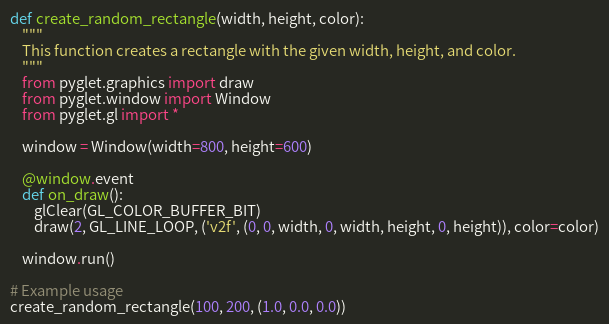 def create_random_rectangle(width, height, color):
    """
    This function creates a rectangle with the given width, height, and color.
    """
    from pyglet.graphics import draw
    from pyglet.window import Window
    from pyglet.gl import *

    window = Window(width=800, height=600)

    @window.event
    def on_draw():
        glClear(GL_COLOR_BUFFER_BIT)
        draw(2, GL_LINE_LOOP, ('v2f', (0, 0, width, 0, width, height, 0, height)), color=color)

    window.run()

# Example usage
create_random_rectangle(100, 200, (1.0, 0.0, 0.0))